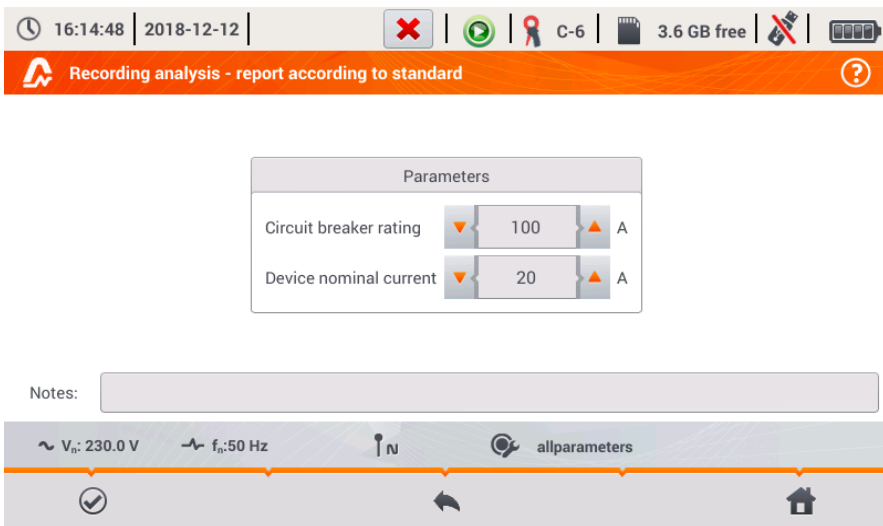 16:14:48 2018-12-12 C-6 3.6 GB free
Recording analysis - report according to standard ?
Parameters
Circuit breaker rating 100 A
Device nominal current 20 A
Notes:
Vn: 230.0 V fn:50 Hz N allparameters